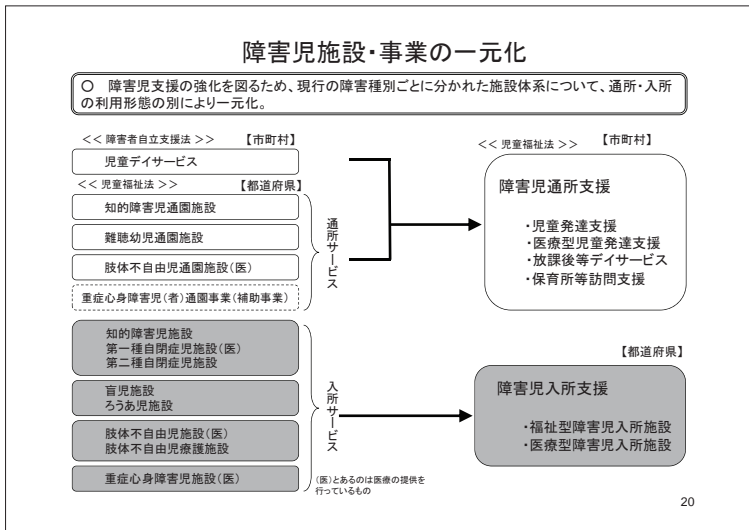 障害児施設・事業の一元化
○ 障害児支援の強化を図るため、現行の障害種別ごとに分かれた施設体系について、通所・入所
の利用形態の別により一元化。
<< 障害者自立支援法 >> 【市町村】
児童デイサービス
<< 児童福祉法 >> 【都道府県】
知的障害児通園施設
難聴幼児通園施設
肢体不自由児通園施設(医)
重症心身障害児(者)通園事業(補助事業)
通所サービス
知的障害児施設
第一種自閉症児施設(医)
第二種自閉症児施設
盲児施設
ろうあ児施設
肢体不自由児施設(医)
肢体不自由児療護施設
重症心身障害児施設(医)
入所サービス
(医)とあるのは医療の提供を
行っているもの
<< 児童福祉法 >> 【市町村】
障害児通所支援
・児童発達支援
・医療型児童発達支援
・放課後等デイサービス
・保育所等訪問支援
【都道府県】
障害児入所支援
・福祉型障害児入所施設
・医療型障害児入所施設
20